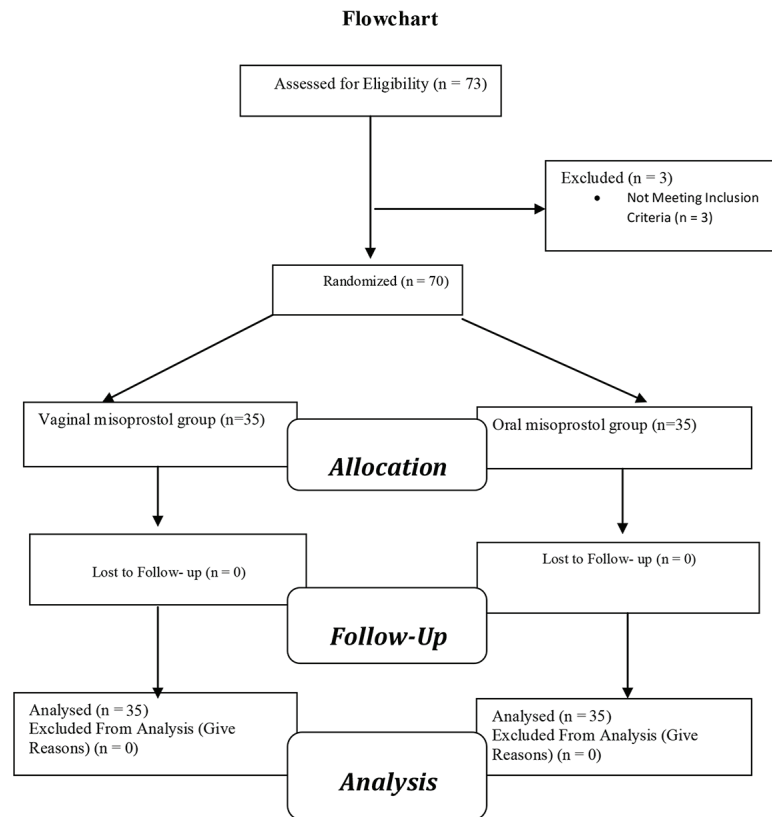 Flowchart
Assessed for Eligibility (n = 73)
Excluded (n = 3)
• Not Meeting Inclusion
Criteria (n = 3)
Randomized (n = 70)
Vaginal misoprostol group (n=35)
Oral misoprostol group (n=35)
Allocation
Lost to Follow- up (n = 0)
Lost to Follow- up (n = 0)
Follow-Up
Analysed (n = 35)
Excluded From Analysis (Give
Reasons) (n = 0)
Analysed (n = 35)
Excluded From Analysis (Give
Reasons) (n = 0)
Analysis